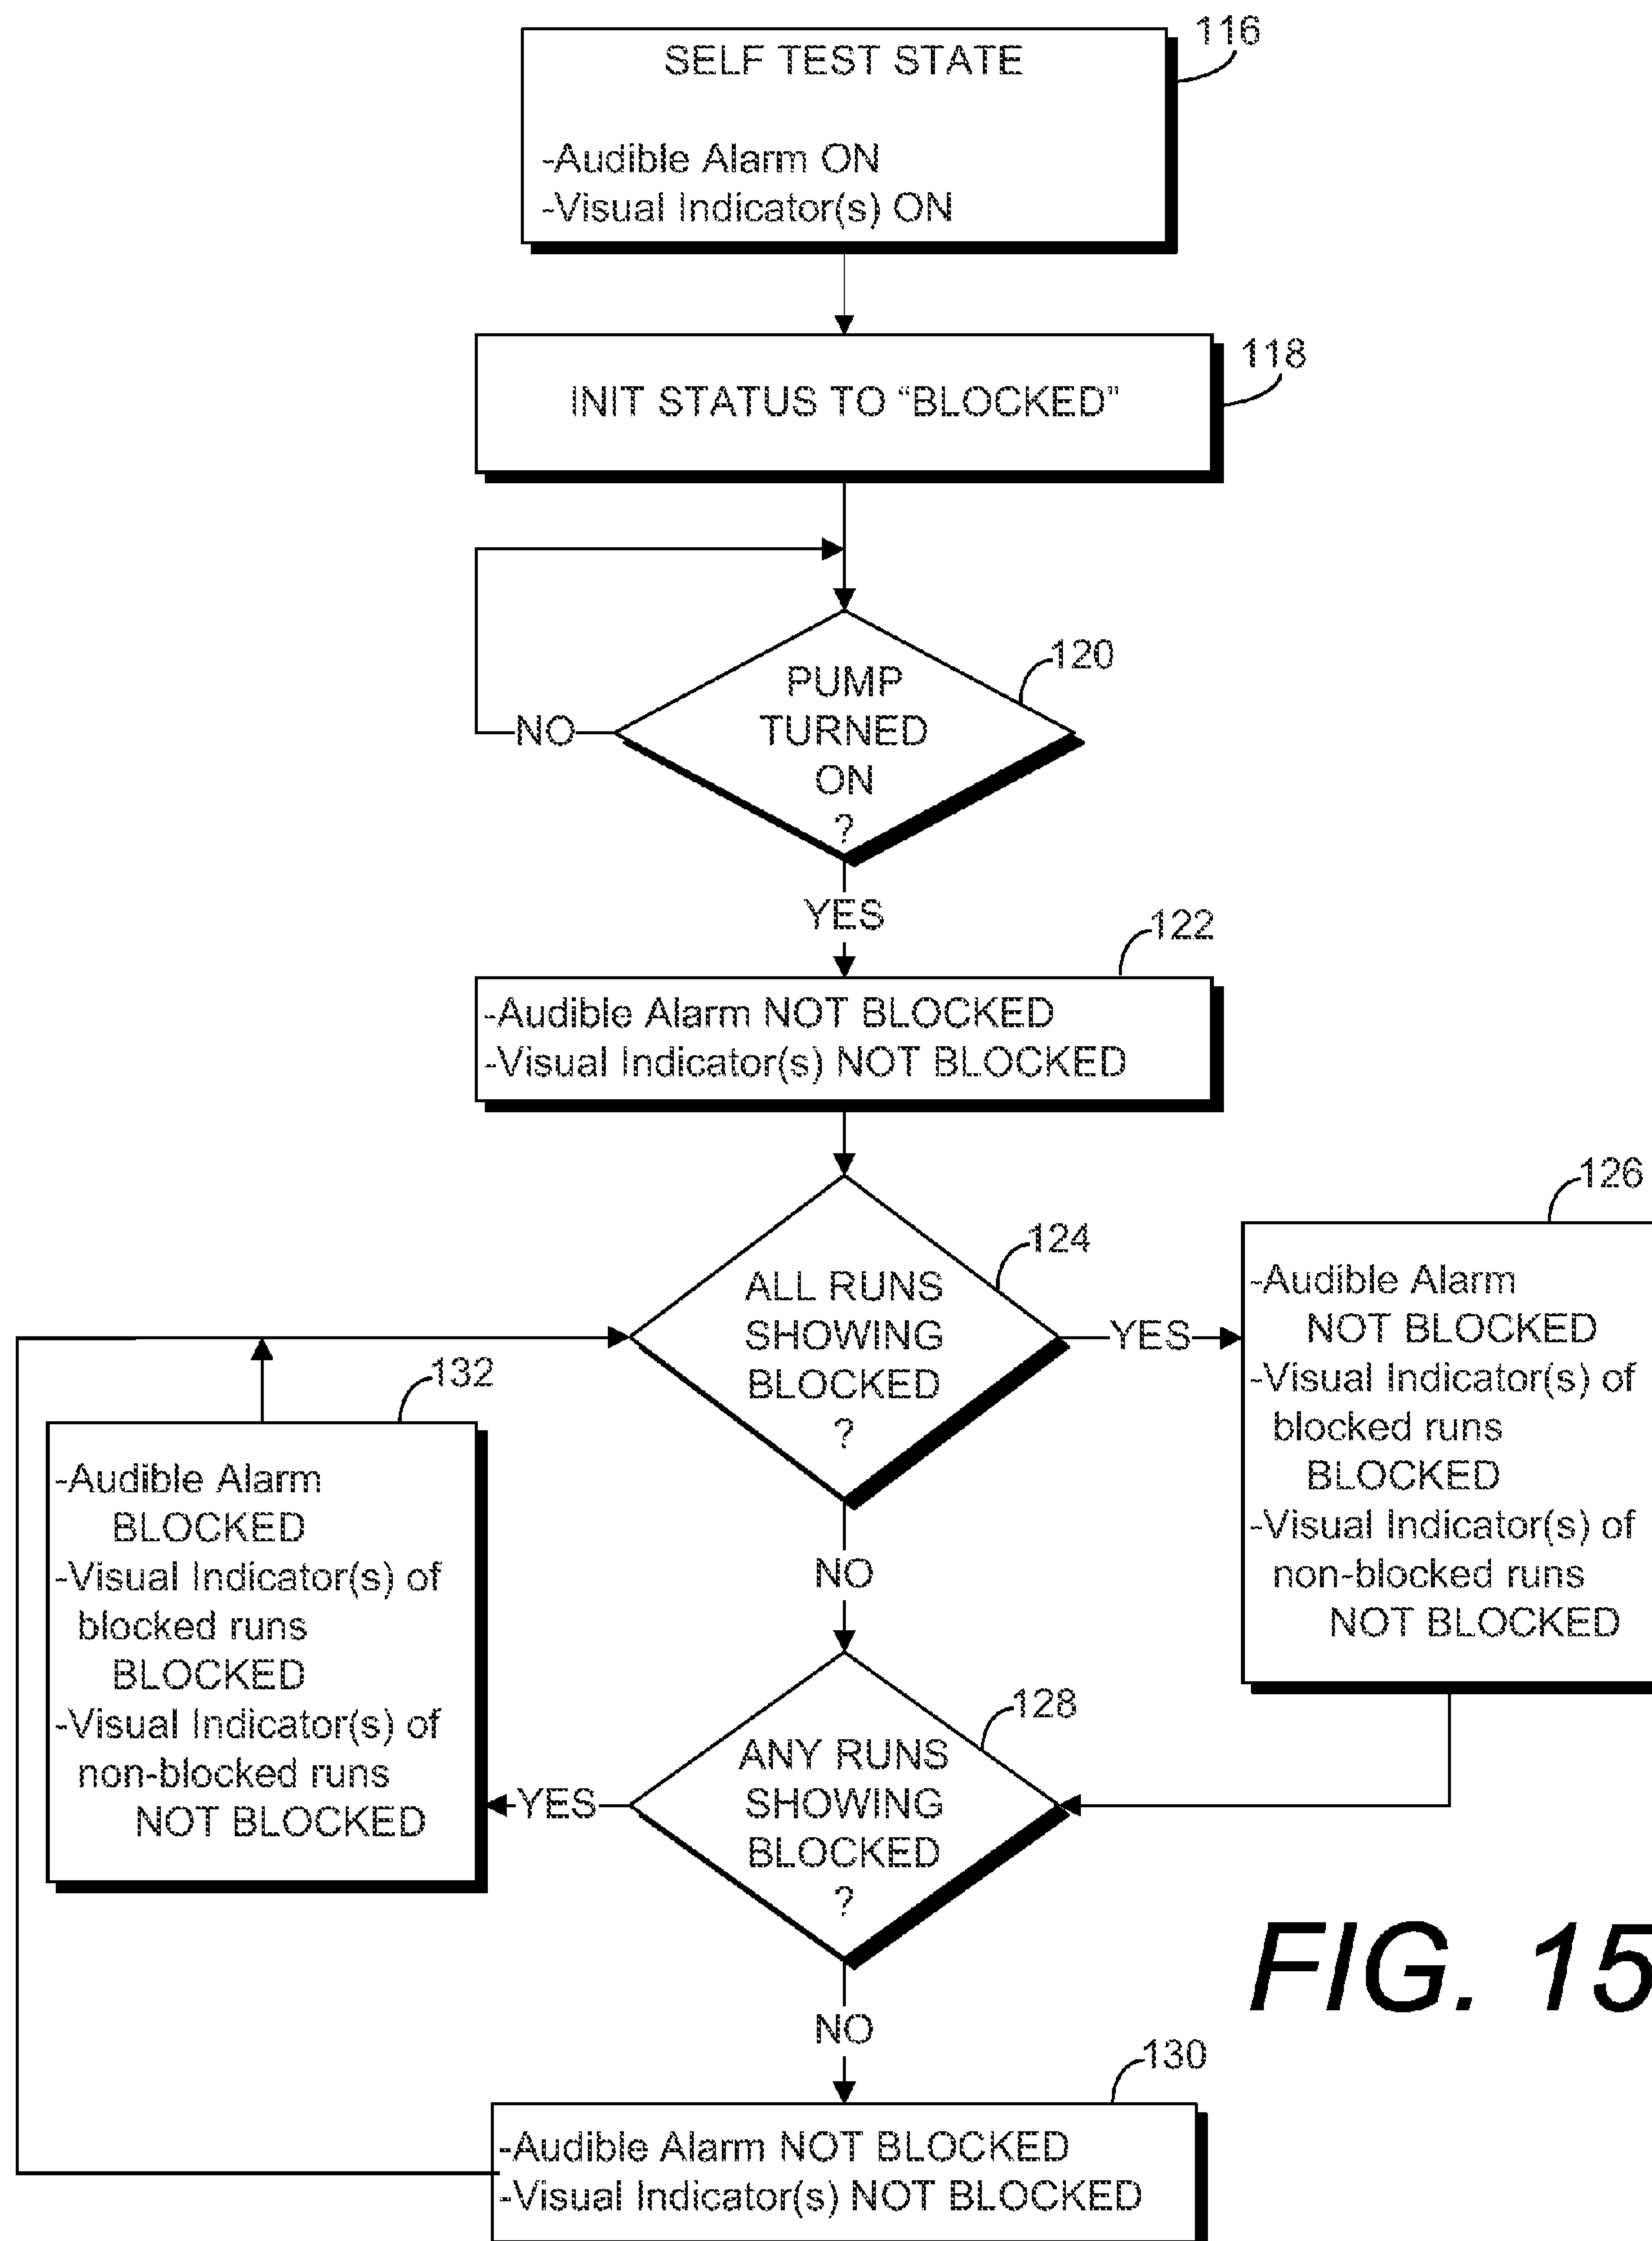 116
SELF TEST STATE
-Audible Alarm ON
-Visual Indicator(s) ON
118
INIT STATUS TO “BLOCKED”
120
PUMP
TURNED
ON
?
NO
YES
122
-Audible Alarm NOT BLOCKED
-Visual Indicator(s) NOT BLOCKED
124
ALL RUNS
SHOWING
BLOCKED
?
YES
NO
126
-Audible Alarm
NOT BLOCKED
-Visual Indicator(s) of
blocked runs
BLOCKED
-Visual Indicator(s) of
non-blocked runs
NOT BLOCKED
132
-Audible Alarm
BLOCKED
-Visual Indicator(s) of
blocked runs
BLOCKED
-Visual Indicator(s) of
non-blocked runs
NOT BLOCKED
128
ANY RUNS
SHOWING
BLOCKED
?
YES
NO
130
-Audible Alarm NOT BLOCKED
-Visual Indicator(s) NOT BLOCKED
FIG. 15